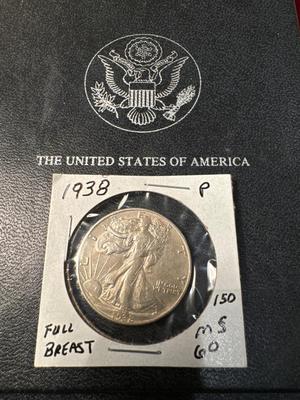 THE UNITED STATES OF AMERICA
1938 — P
150
FULL BREAST
MS 60